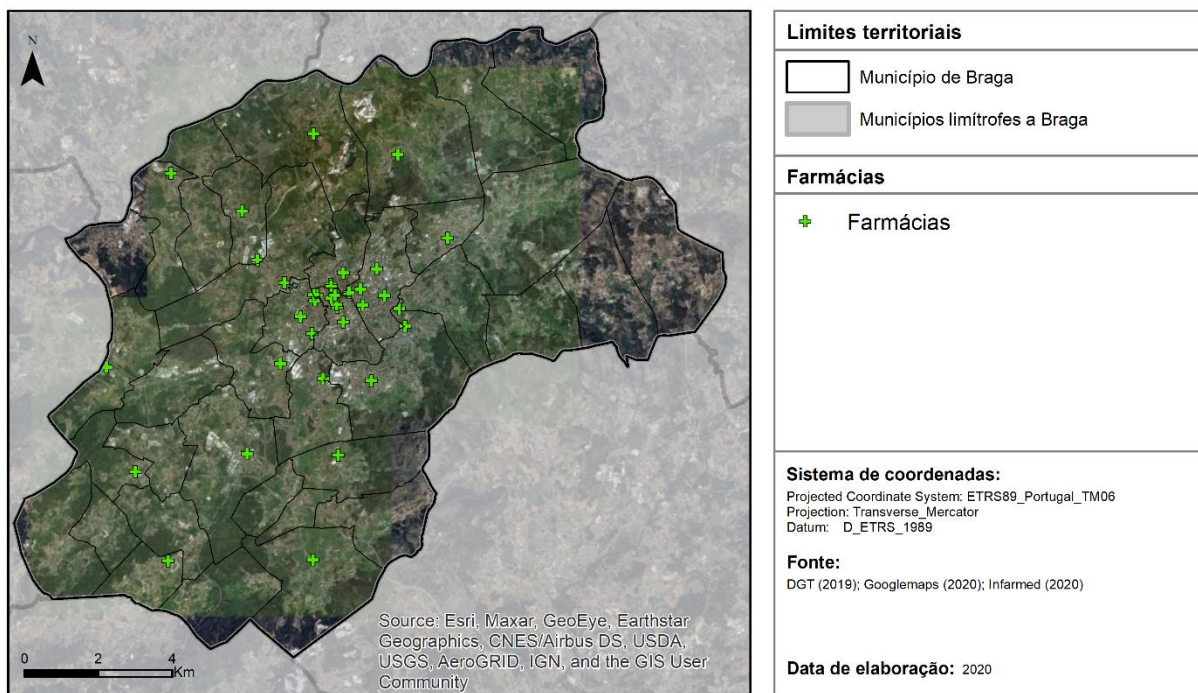 N
0 2 4
Km
Source: Esri, Maxar, GeoEye, Earthstar
Geographics, CNES/Airbus DS, USDA,
USGS, AeroGRID, IGN, and the GIS User
Community
Limites territoriais
Município de Braga
Municípios limítrofes a Braga
Farmácias
Farmácias
Sistema de coordenadas:
Projected Coordinate System: ETRS89_Portugal_TM06
Projection: Transverse_Mercator
Datum: D_ETRS_1989
Fonte:
DGT (2019); Googlemaps (2020); Infarmed (2020)
Data de elaboração: 2020